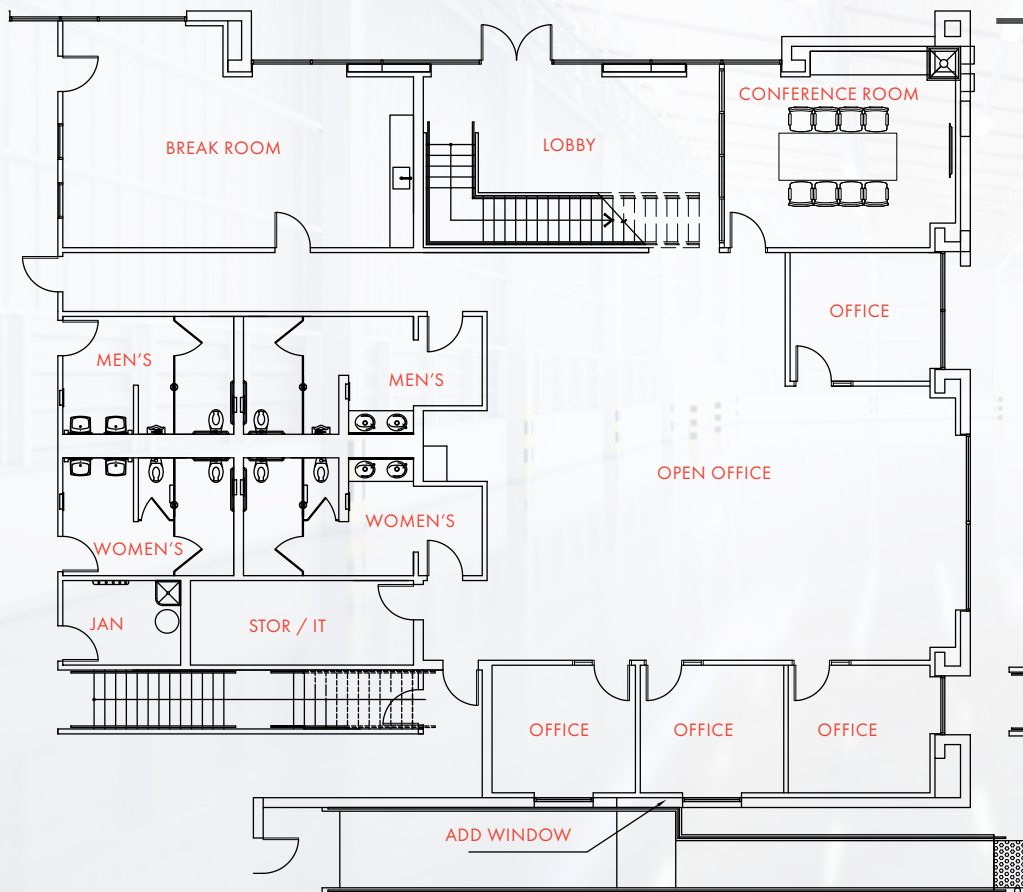 CONFERENCE ROOM
BREAK ROOM
LOBBY
OFFICE
MEN'S
MEN'S
OPEN OFFICE
WOMEN'S
WOMEN'S
JAN
STOR / IT
OFFICE
OFFICE
OFFICE
ADD WINDOW